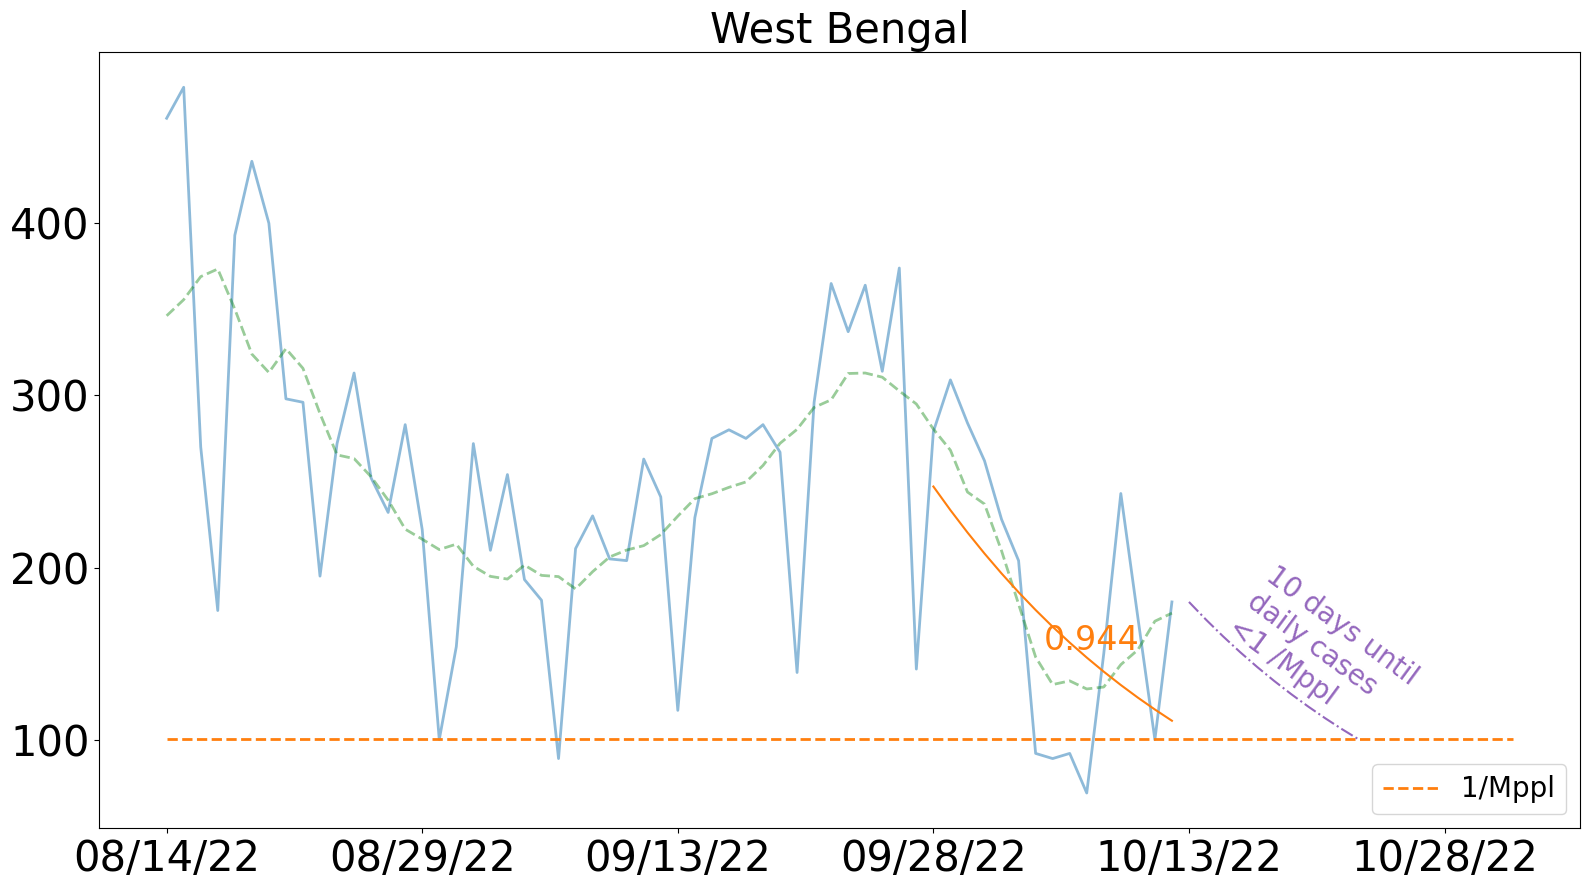 West Bengal
400
300
200
100
0.944
10 days until
daily cases
<1 /Mppl
1/Mppl
08/14/22
08/29/22
09/13/22
09/28/22
10/13/22
10/28/22